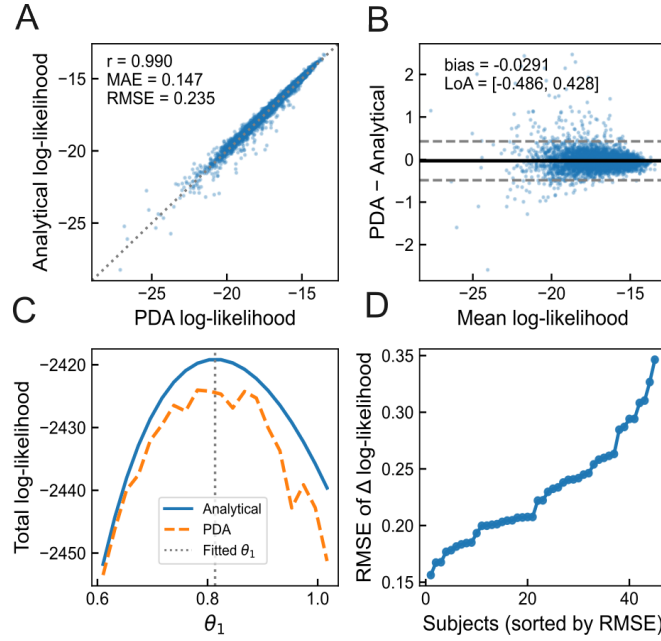 A
r = 0.990
MAE = 0.147
RMSE = 0.235
−15
−20
−25
−25
−20
−15
Analytical log-likelihood
PDA log-likelihood
B
bias = -0.0291
LoA = [-0.486, 0.428]
2
1
0
−1
−2
−25
−20
−15
PDA − Analytical
Mean log-likelihood
C
−2420
−2430
−2440
−2450
Analytical
PDA
Fitted θ₁
0.6
0.8
1.0
Total log-likelihood
θ₁
D
0.35
0.30
0.25
0.20
0.15
0
20
40
RMSE of Δ log-likelihood
Subjects (sorted by RMSE)